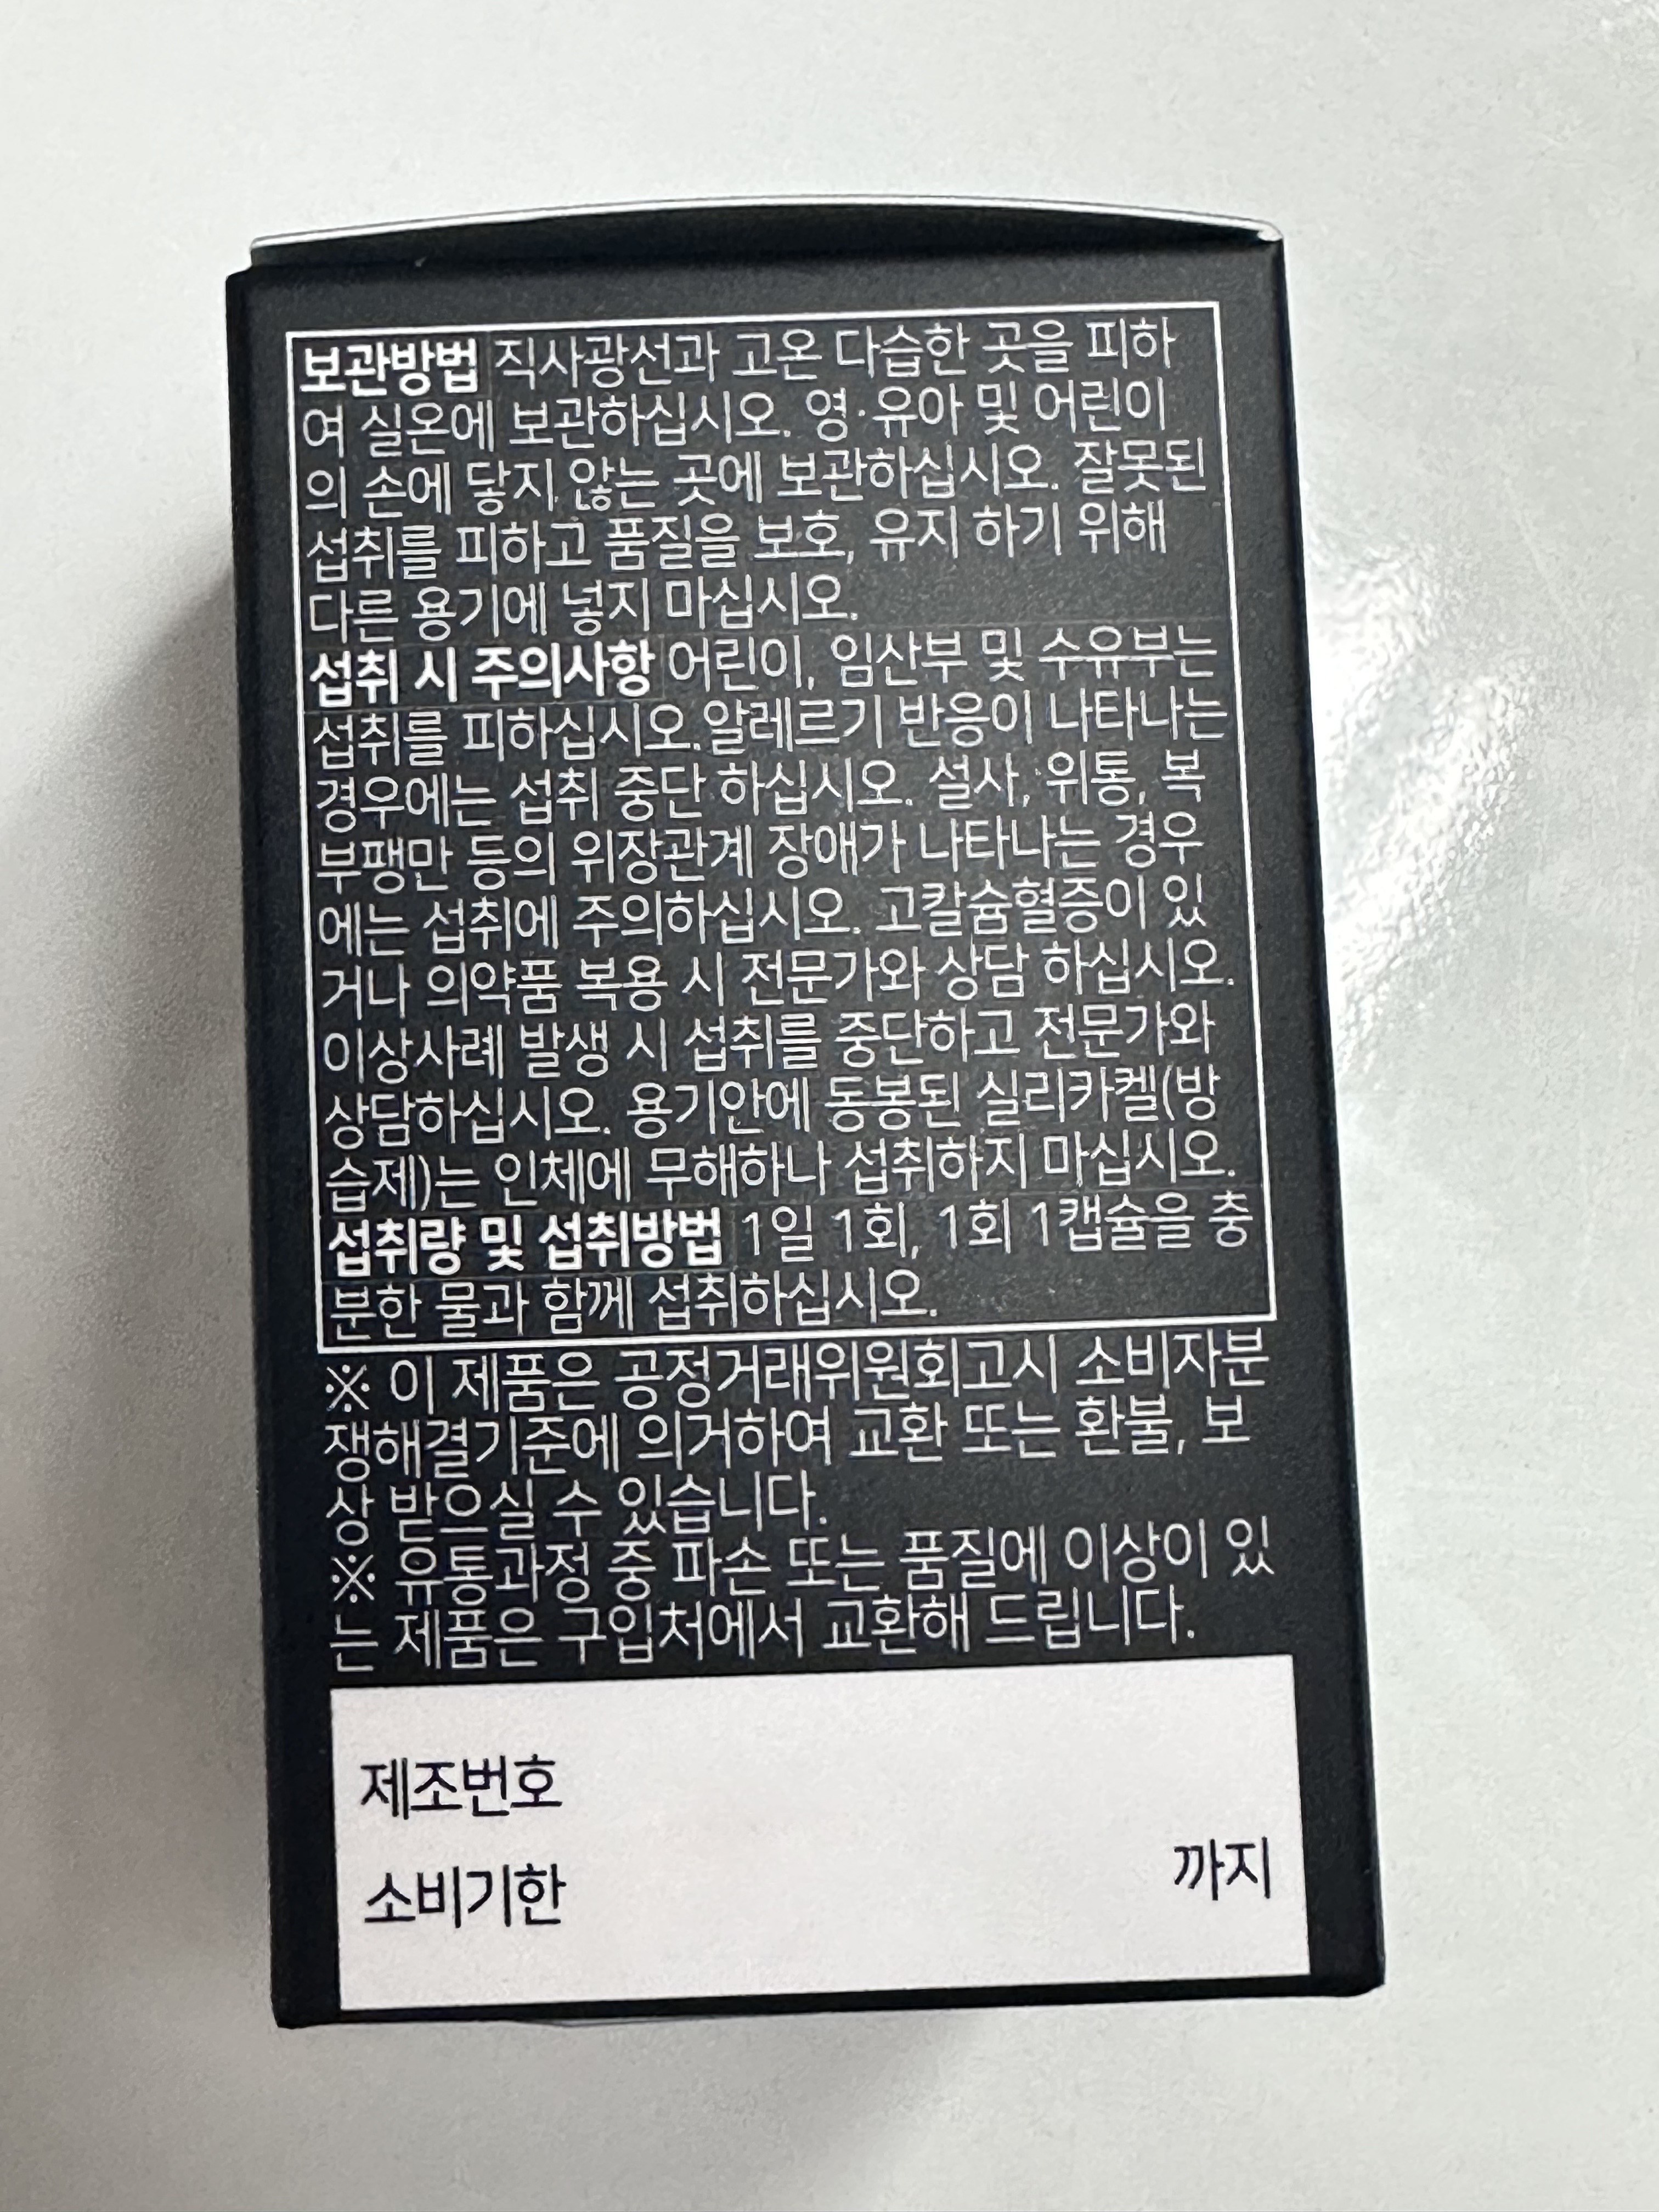 보관방법 직사광선과 고온 다습한 곳을 피하
여 실온에 보관하십시오. 영·유아 및 어린이
의 손에 닿지 않는 곳에 보관하십시오. 잘못된
섭취를 피하고 품질을 보호, 유지 하기 위해
다른 용기에 넣지 마십시오.
섭취 시 주의사항 어린이, 임산부 및 수유부는
섭취를 피하십시오.알레르기 반응이 나타나는
경우에는 섭취 중단 하십시오. 설사, 위통, 복
부팽만 등의 위장관계 장애가 나타나는 경우
에는 섭취에 주의하십시오. 고칼슘혈증이 있
거나 의약품 복용 시 전문가와 상담 하십시오.
이상사례 발생 시 섭취를 중단하고 전문가와
상담하십시오. 용기안에 동봉된 실리카켈(방
습제)는 인체에 무해하나 섭취하지 마십시오.
섭취량 및 섭취방법 1일 1회, 1회 1캡슐을 충
분한 물과 함께 섭취하십시오.
※ 이 제품은 공정거래위원회고시 소비자분
쟁해결기준에 의거하여 교환 또는 환불, 보
상 받으실 수 있습니다.
※ 유통과정 중 파손 또는 품질에 이상이 있
는 제품은 구입처에서 교환해 드립니다.
제조번호
소비기한 까지